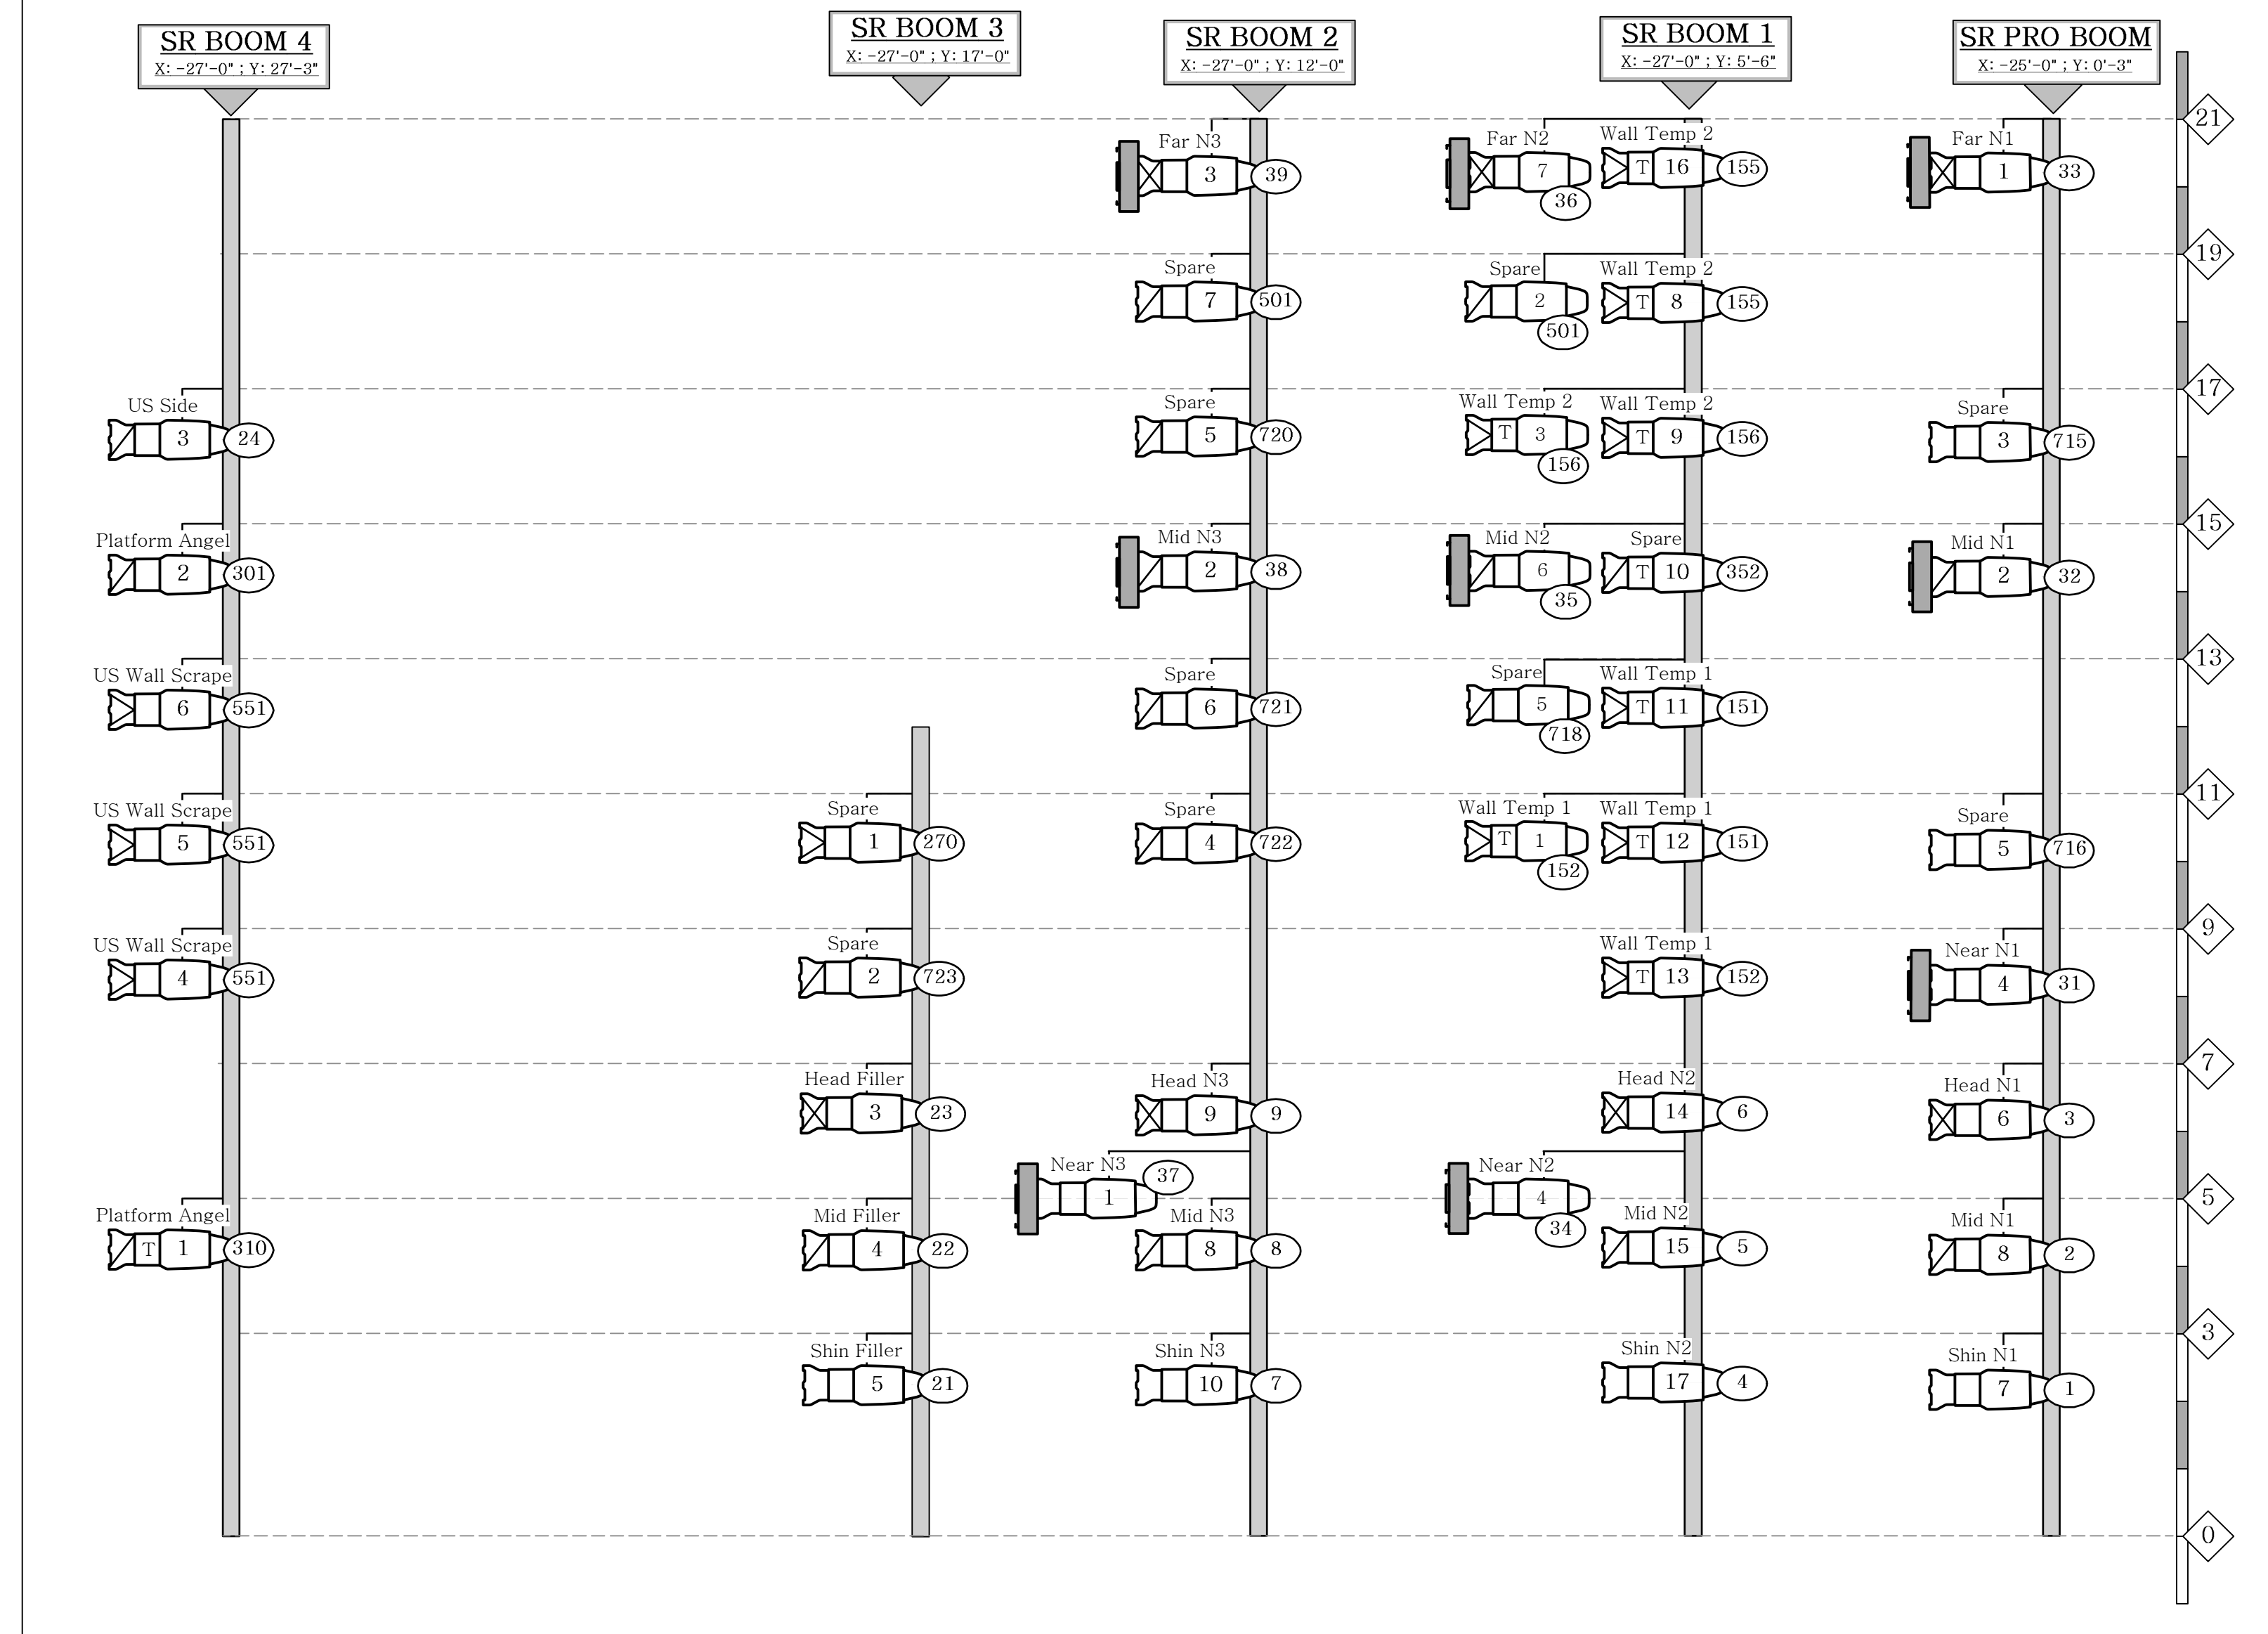 SR BOOM 4
X: -27'-0" ; Y: 27'-3"
SR BOOM 3
X: -27'-0" ; Y: 17'-0"
SR BOOM 2
X: -27'-0" ; Y: 12'-0"
SR BOOM 1
X: -27'-0" ; Y: 5'-6"
SR PRO BOOM
X: -25'-0" ; Y: 0'-3"
US Side
3 24
Platform Angel
2 301
US Wall Scrape
6 551
US Wall Scrape
5 551
US Wall Scrape
4 551
Platform Angel
T 1 310
Spare
1 270
Spare
2 723
Head Filler
3 23
Mid Filler
4 22
Shin Filler
5 21
Far N3
3 39
Spare
7 501
Spare
5 720
Mid N3
2 38
Spare
6 721
Spare
4 722
Head N3
9 9
Near N3
37
1
Mid N3
8 8
Shin N3
10 7
Far N2
7
36
Spare
2
501
Wall Temp 2
T 3
156
Mid N2
6
35
Spare
5
718
Wall Temp 1
T 1
152
Near N2
4
34
Wall Temp 2
T 16 155
Wall Temp 2
T 8 155
Wall Temp 2
T 9 156
Spare
T 10 352
Wall Temp 1
T 11 151
Wall Temp 1
T 12 151
Wall Temp 1
T 13 152
Head N2
14 6
Mid N2
15 5
Shin N2
17 4
Far N1
1 33
Spare
3 715
Mid N1
2 32
Spare
5 716
Near N1
4 31
Head N1
6 3
Mid N1
8 2
Shin N1
7 1
21
19
17
15
13
11
9
7
5
3
0